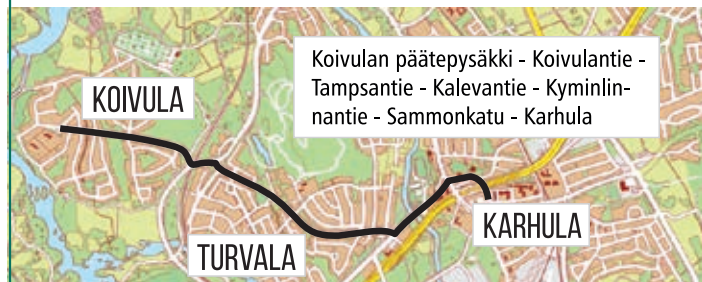 KOIVULA
Koivulan päätepysäkki - Koivulantie -
Tampsantie - Kalevantie - Kyminlin-
nantie - Sammonkatu - Karhula
KARHULA
TURVALA